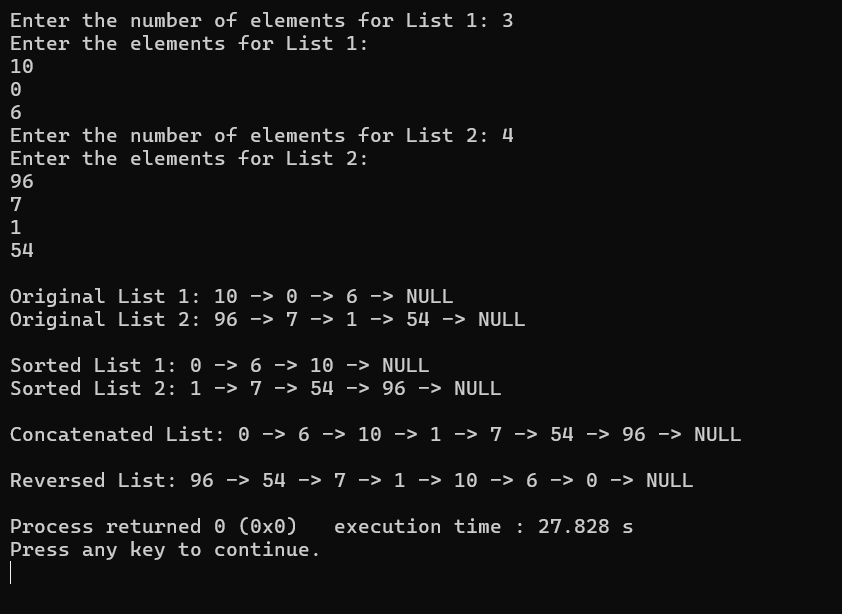 Enter the number of elements for List 1: 3
Enter the elements for List 1:
10
0
6
Enter the number of elements for List 2: 4
Enter the elements for List 2:
96
7
1
54
Original List 1: 10 -> 0 -> 6 -> NULL
Original List 2: 96 -> 7 -> 1 -> 54 -> NULL
Sorted List 1: 0 -> 6 -> 10 -> NULL
Sorted List 2: 1 -> 7 -> 54 -> 96 -> NULL
Concatenated List: 0 -> 6 -> 10 -> 1 -> 7 -> 54 -> 96 -> NULL
Reversed List: 96 -> 54 -> 7 -> 1 -> 10 -> 6 -> 0 -> NULL
Process returned 0 (0x0)   execution time : 27.828 s
Press any key to continue.